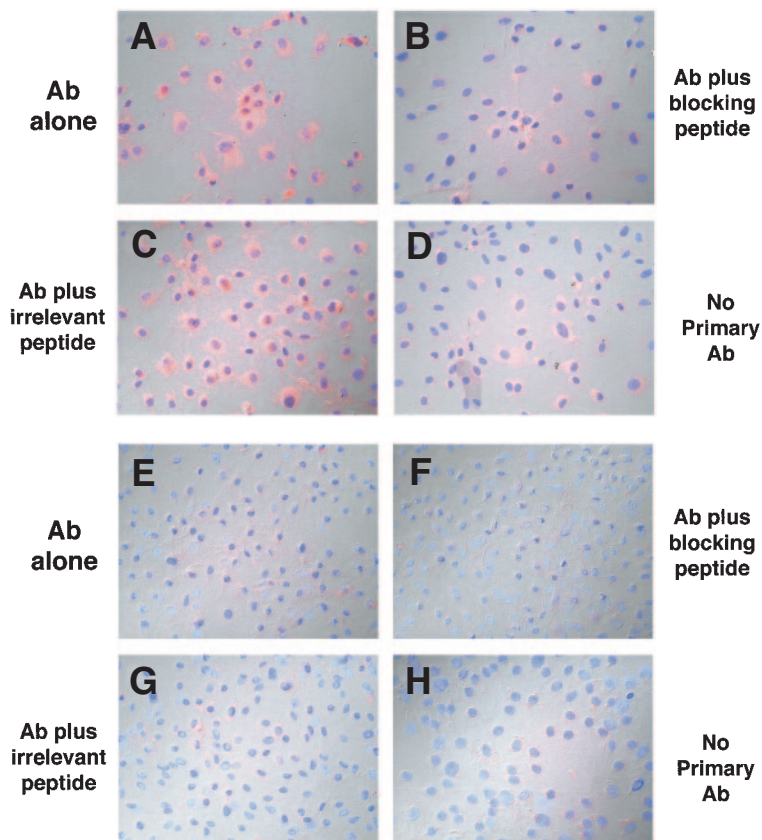 A
B
Ab
alone
Ab plus
blocking
peptide
C
D
Ab plus
irrelevant
peptide
No
Primary
Ab
E
F
Ab
alone
Ab plus
blocking
peptide
G
H
Ab plus
irrelevant
peptide
No
Primary
Ab